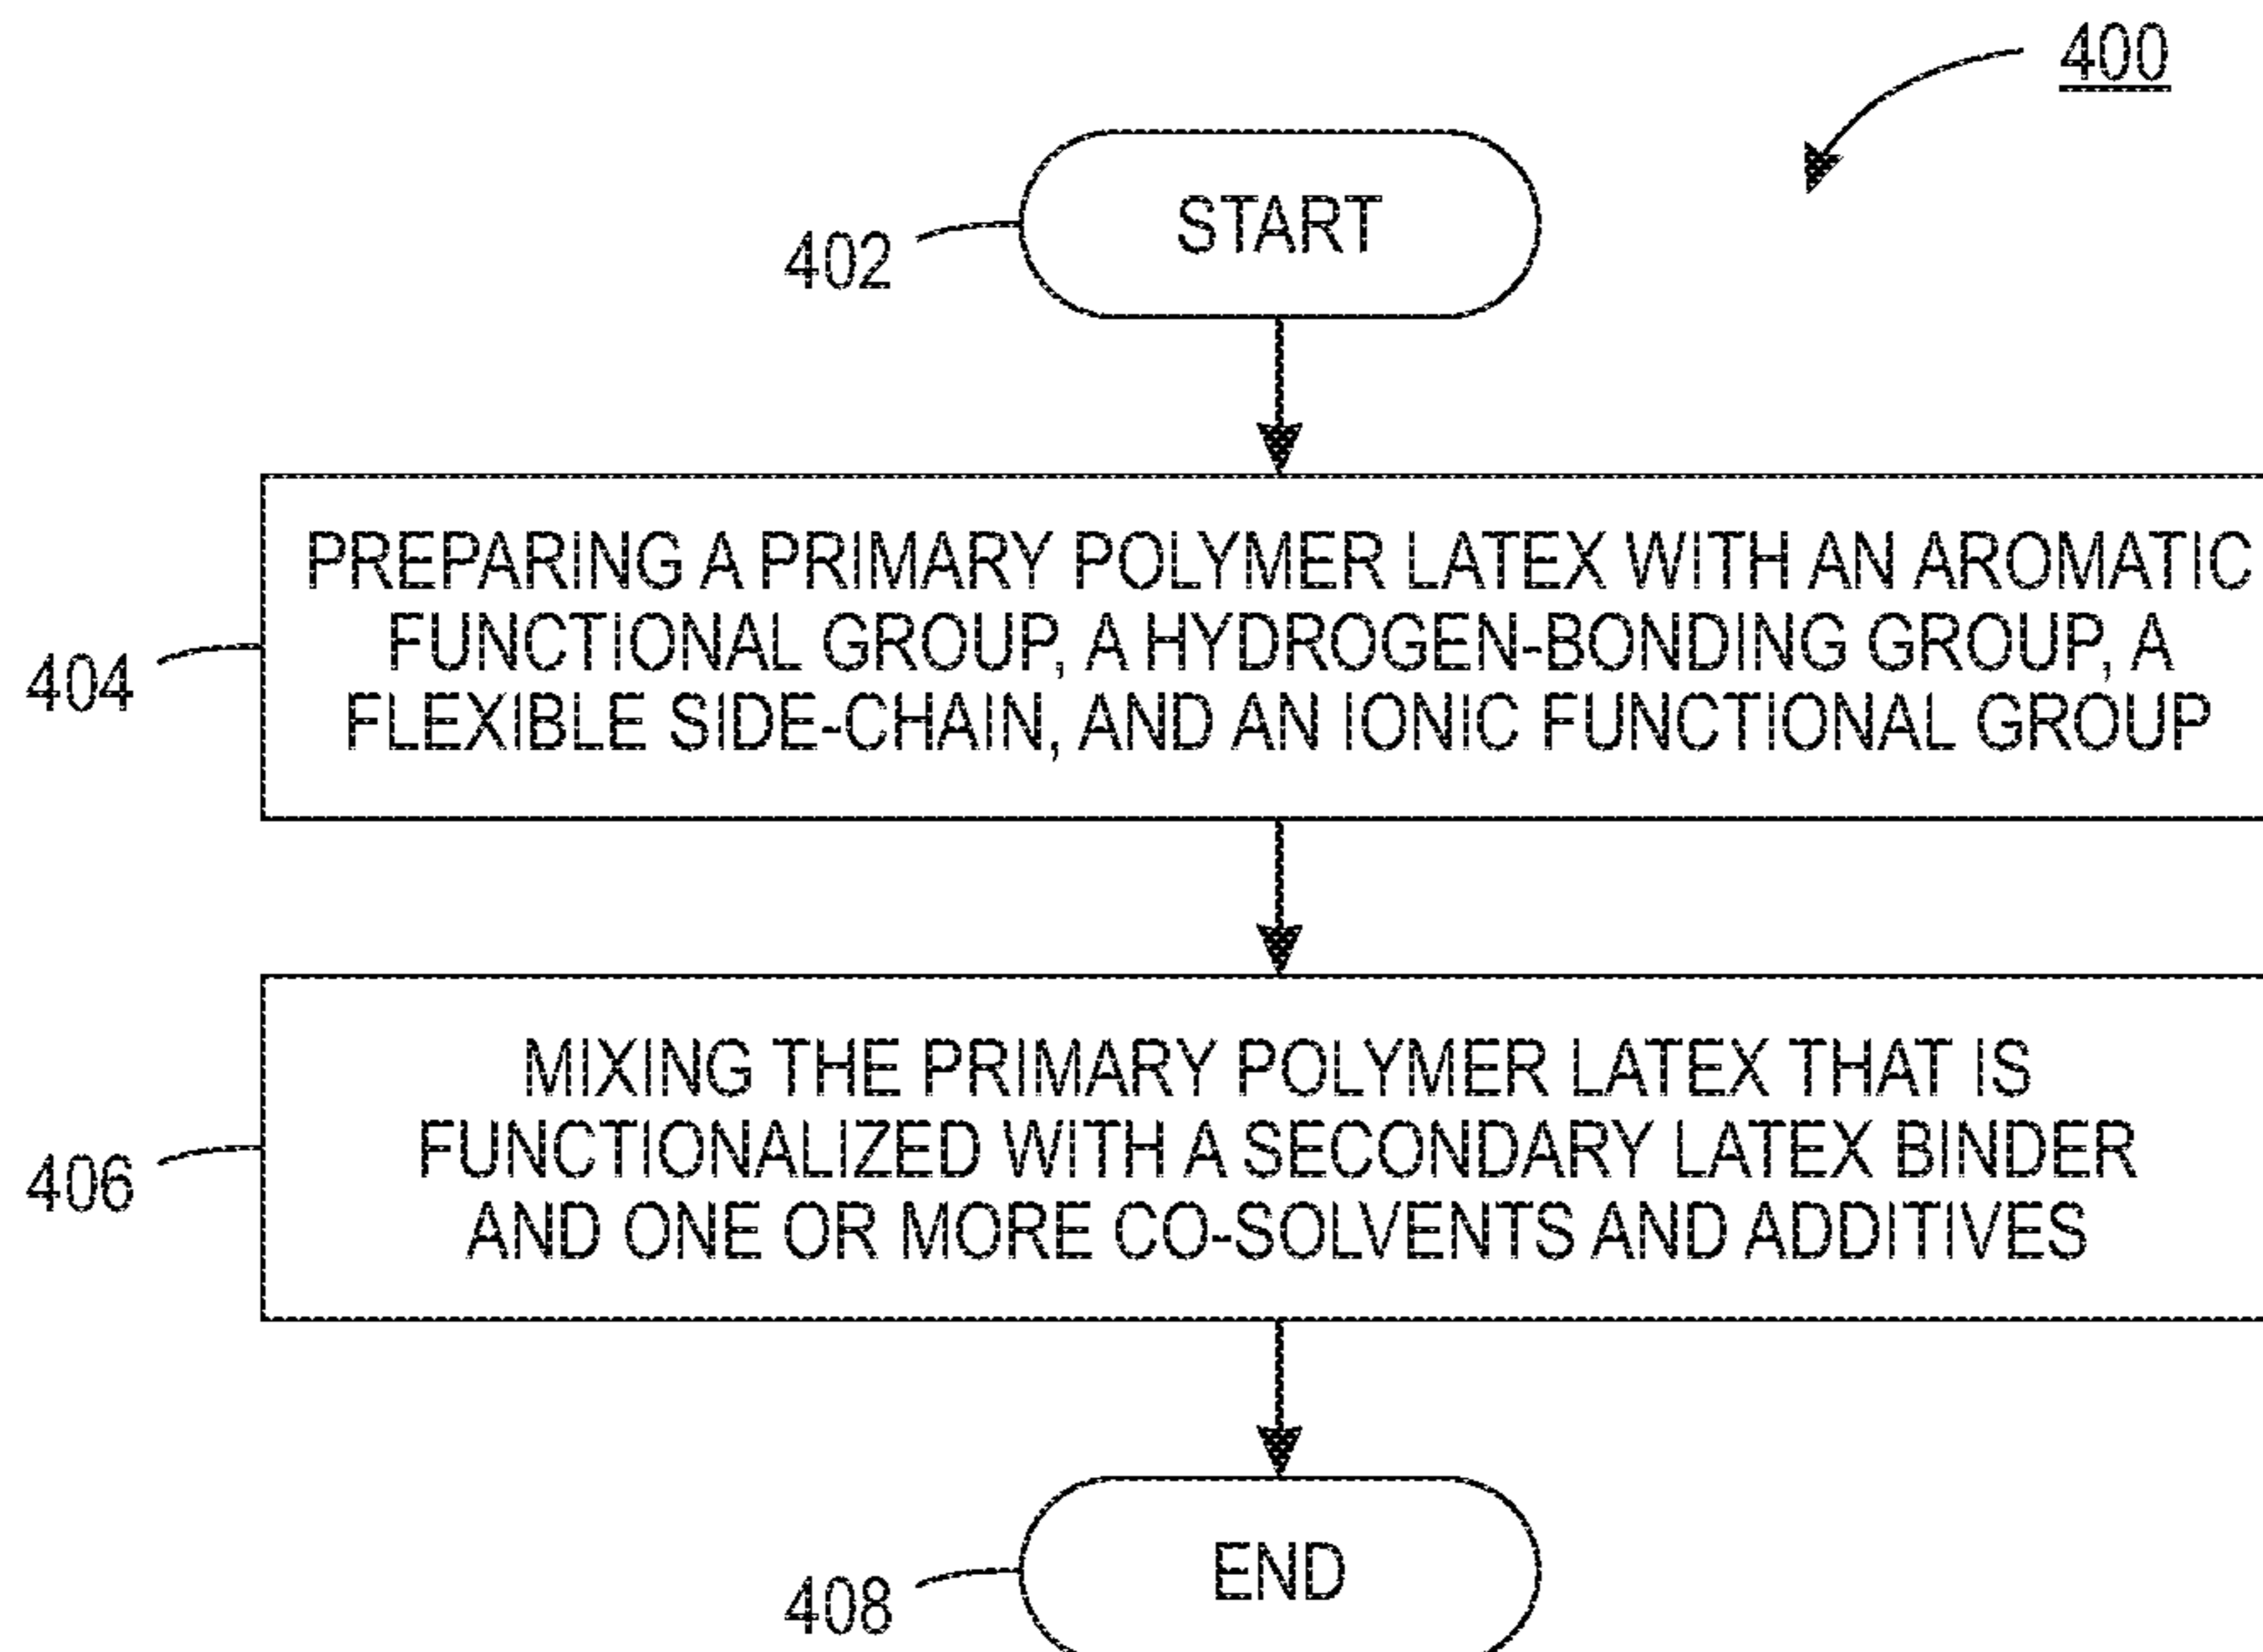 400
402
START
404
PREPARING A PRIMARY POLYMER LATEX WITH AN AROMATIC
FUNCTIONAL GROUP, A HYDROGEN-BONDING GROUP, A
FLEXIBLE SIDE-CHAIN, AND AN IONIC FUNCTIONAL GROUP
406
MIXING THE PRIMARY POLYMER LATEX THAT IS
FUNCTIONALIZED WITH A SECONDARY LATEX BINDER
AND ONE OR MORE CO-SOLVENTS AND ADDITIVES
408
END